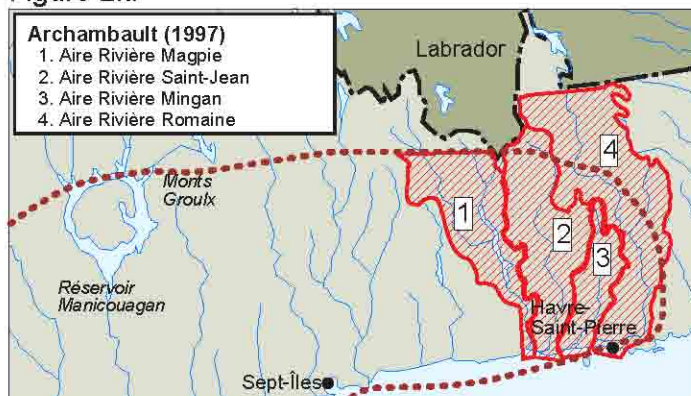 Archambault (1997)
1. Aire Rivière Magpie
2. Aire Rivière Saint-Jean
3. Aire Rivière Mingan
4. Aire Rivière Romaine
Labrador
4
Monts
Groulx
1
2
3
Réservoir
Manicouagan
Havre-
Saint-Pierre
Sept-Îles